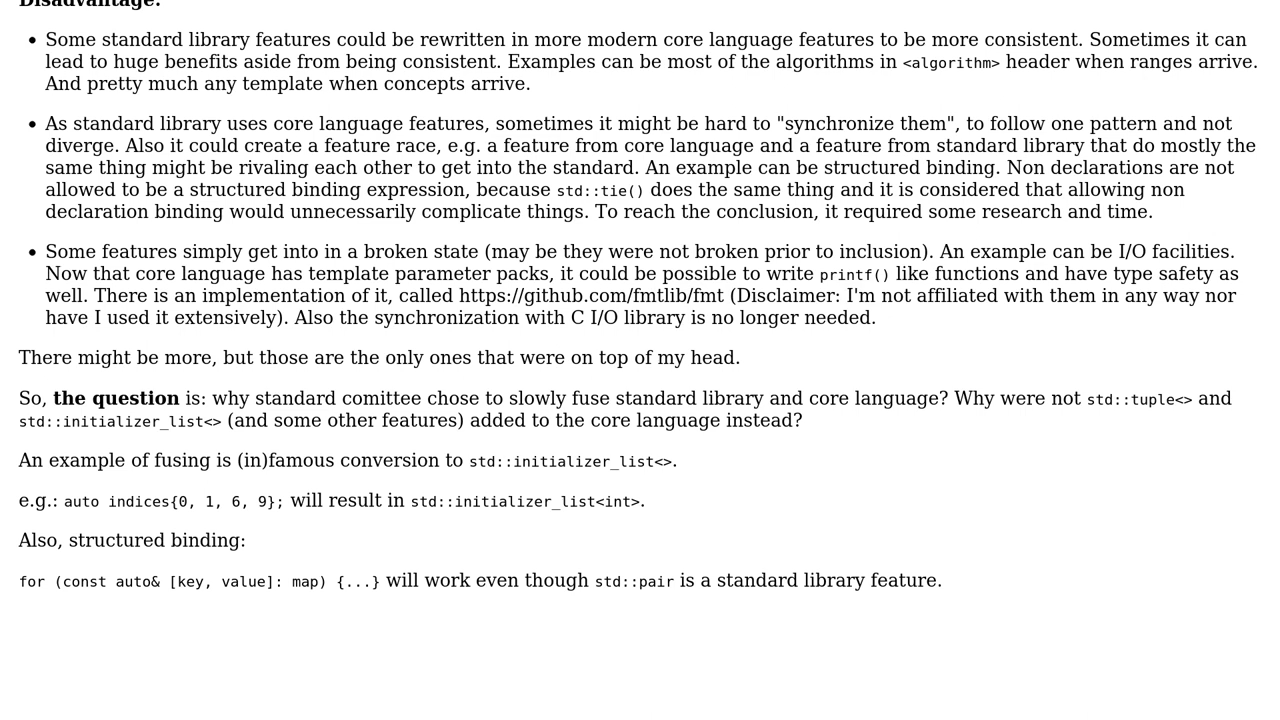 Disadvantage:
Some standard library features could be rewritten in more modern core language features to be more consistent. Sometimes it can
lead to huge benefits aside from being consistent. Examples can be most of the algorithms in <algorithm> header when ranges arrive.
And pretty much any template when concepts arrive.
As standard library uses core language features, sometimes it might be hard to "synchronize them", to follow one pattern and not
diverge. Also it could create a feature race, e.g. a feature from core language and a feature from standard library that do mostly the
same thing might be rivaling each other to get into the standard. An example can be structured binding. Non declarations are not
allowed to be a structured binding expression, because std::tie() does the same thing and it is considered that allowing non
declaration binding would unnecessarily complicate things. To reach the conclusion, it required some research and time.
Some features simply get into in a broken state (may be they were not broken prior to inclusion). An example can be I/O facilities.
Now that core language has template parameter packs, it could be possible to write printf() like functions and have type safety as
well. There is an implementation of it, called https://github.com/fmtlib/fmt (Disclaimer: I'm not affiliated with them in any way nor
have I used it extensively). Also the synchronization with C I/O library is no longer needed.
There might be more, but those are the only ones that were on top of my head.
So, the question is: why standard comittee chose to slowly fuse standard library and core language? Why were not std::tuple<> and
std::initializer_list<> (and some other features) added to the core language instead?
An example of fusing is (in)famous conversion to std::initializer_list<>.
e.g.: auto indices{0, 1, 6, 9}; will result in std::initializer_list<int>.
Also, structured binding:
for (const auto& [key, value]: map) {...} will work even though std::pair is a standard library feature.